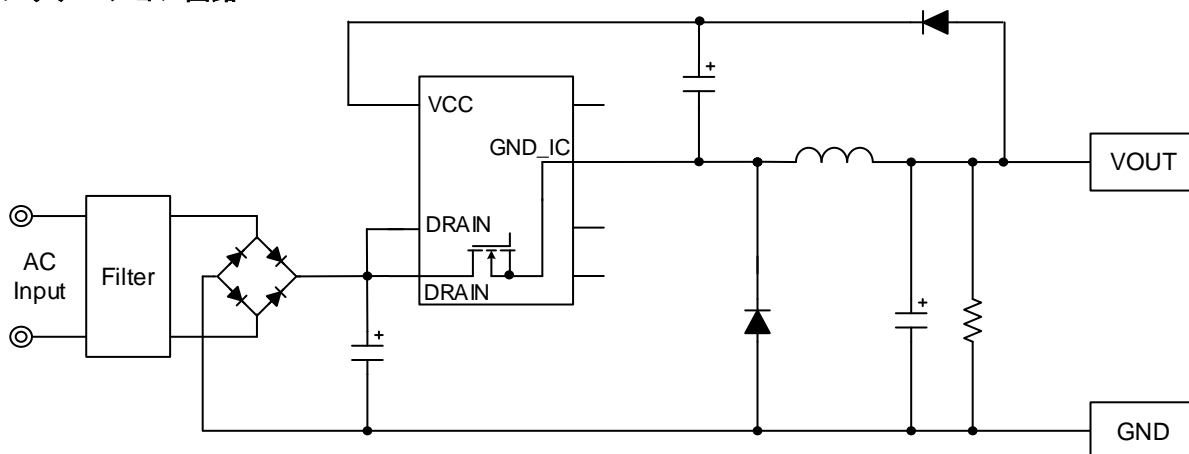 VCC
GND_IC
VOUT
DRAIN
AC
Input
Filter
DRAIN
GND
+
+
+